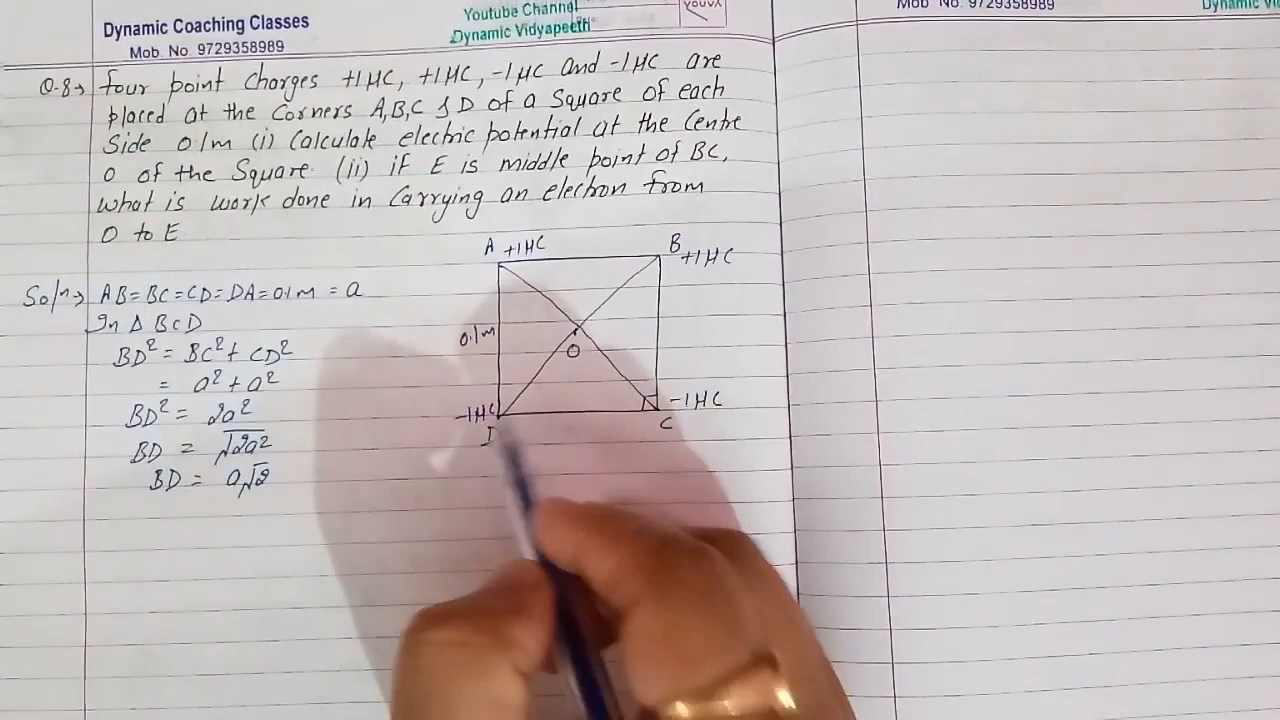 Dynamic Coaching Classes
Mob. No. 9729358989
Youtube Channel
Dynamic Vidyapeeth
YOUVA
Mob No. 9729358989
Q.8→ four point Charges +1μC, +1μC, -1μC and -1μC are
placed at the Corners A,B,C & D of a Square of each
Side 0.1m (i) Calculate electric potential at the Centre
O of the Square. (ii) if E is middle point of BC,
what is work done in Carrying an electron from
O to E
Soln→ AB=BC=CD=DA=0.1m = a
In Δ BCD
BD² = BC² + CD²
= a² + a²
BD² = 2a²
BD = √2a²
BD = a√2
A +1μC
B +1μC
0.1m
O
-1μC
-1μC
C